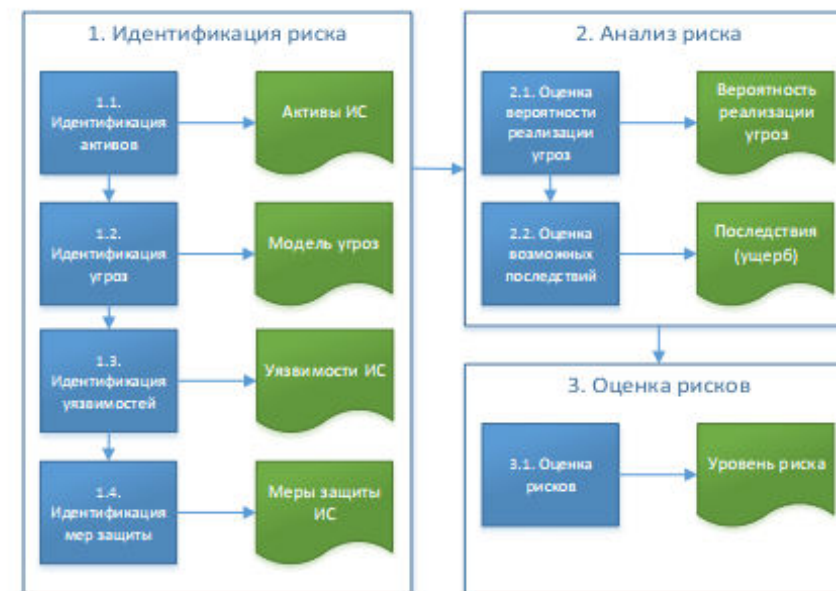 1. Идентификация риска
1.1.
Идентификация
активов
Активы ИС
1.2.
Идентификация
угроз
Модель угроз
1.3.
Идентификация
уязвимостей
Уязвимости ИС
1.4.
Идентификация
мер защиты
Меры защиты
ИС
2. Анализ риска
2.1. Оценка
вероятности
реализации
угроз
Вероятность
реализации
угроз
2.2. Оценка
возможных
последствий
Последствия
(ущерб)
3. Оценка рисков
3.1. Оценка
рисков
Уровень риска